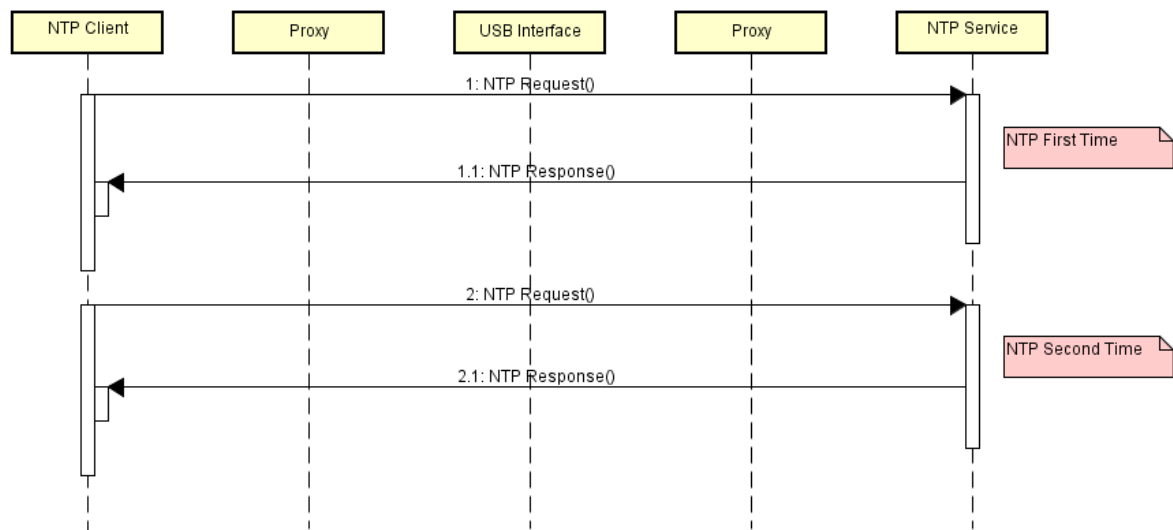 NTP Client
Proxy
USB Interface
Proxy
NTP Service
1: NTP Request()
NTP First Time
1.1: NTP Response()
2: NTP Request()
NTP Second Time
2.1: NTP Response()